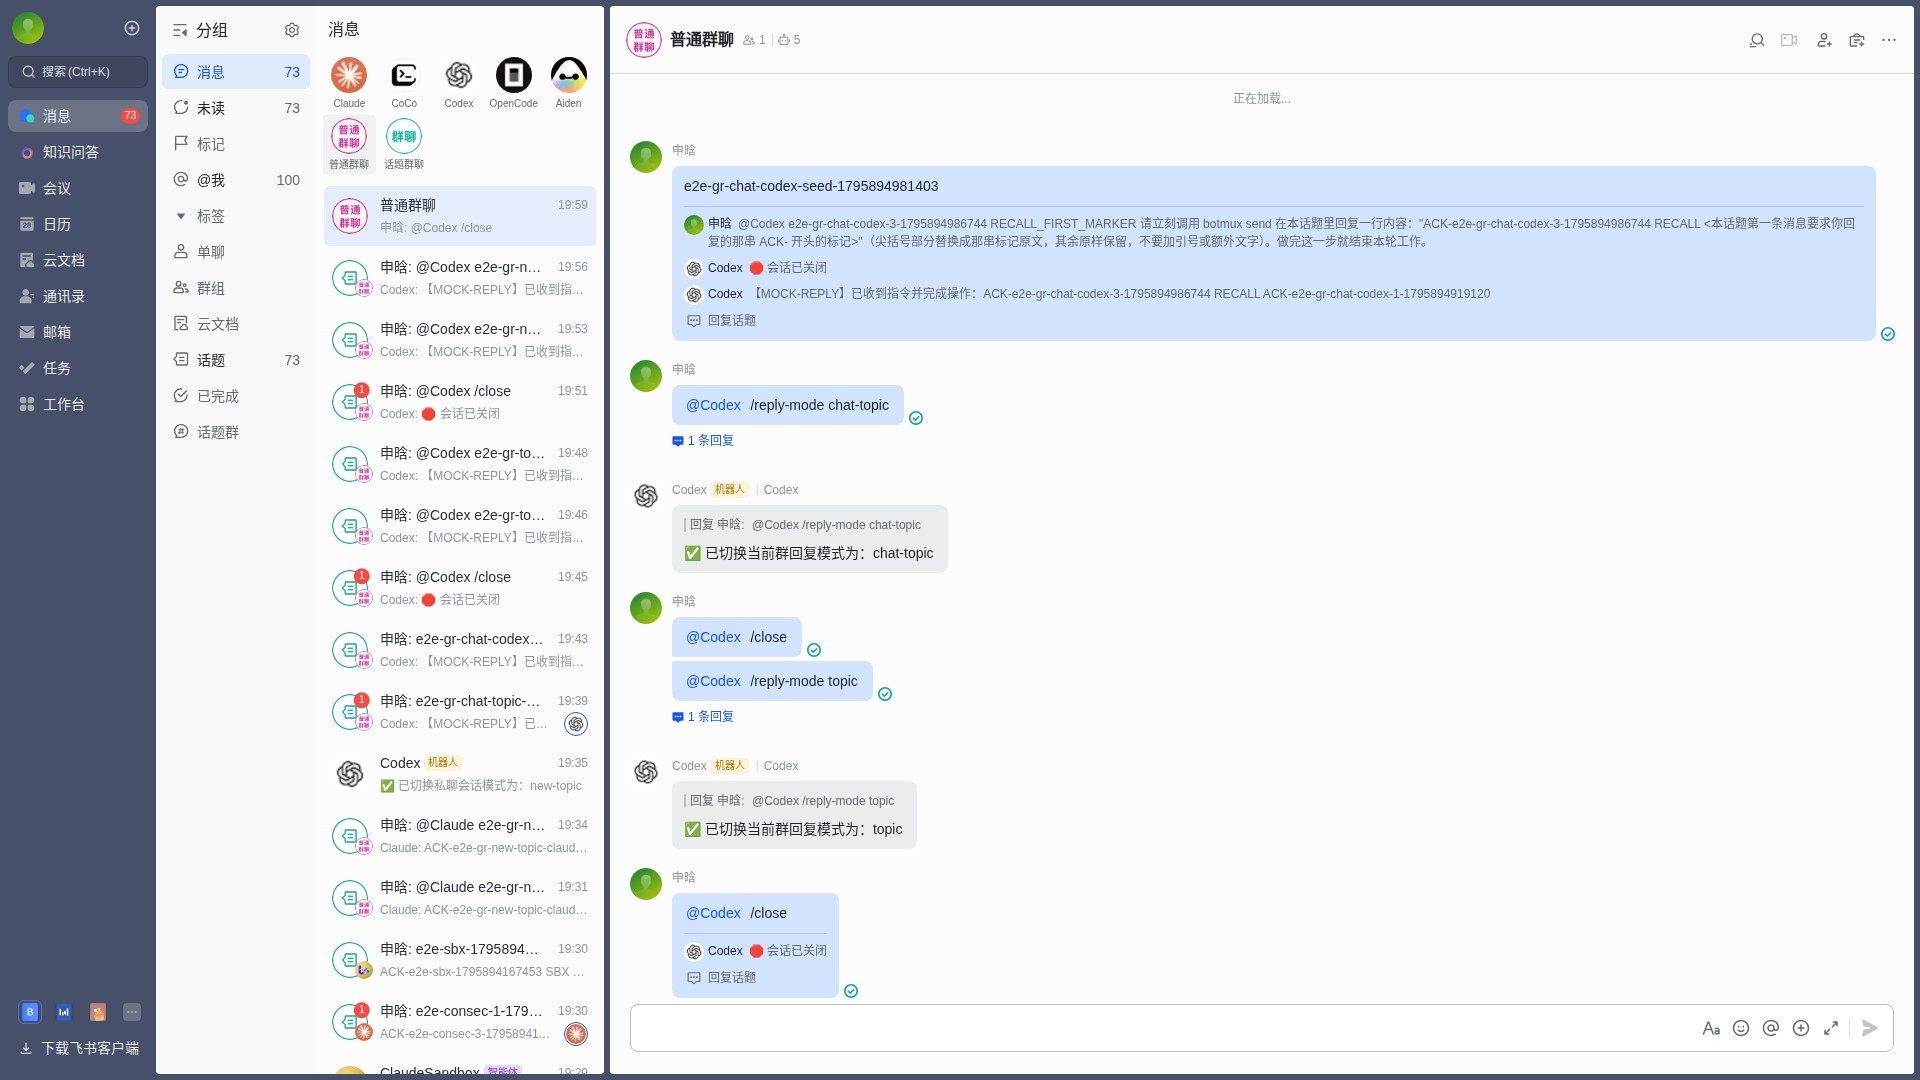 搜索 (Ctrl+K)
消息 73
知识问答
会议
日历
云文档
通讯录
邮箱
任务
工作台
下载飞书客户端
分组
消息 73
未读 73
标记
@我 100
标签
单聊
群组
云文档
话题 73
已完成
话题群
消息
Claude CoCo Codex OpenCode Aiden
普通群聊 话题群聊
普通群聊 19:59
申晗: @Codex /close
申晗: @Codex e2e-gr-n... 19:56
Codex: 【MOCK-REPLY】已收到指...
申晗: @Codex e2e-gr-n... 19:53
Codex: 【MOCK-REPLY】已收到指...
1
申晗: @Codex /close 19:51
Codex: 🛑 会话已关闭
申晗: @Codex e2e-gr-to... 19:48
Codex: 【MOCK-REPLY】已收到指...
申晗: @Codex e2e-gr-to... 19:46
Codex: 【MOCK-REPLY】已收到指...
1
申晗: @Codex /close 19:45
Codex: 🛑 会话已关闭
申晗: e2e-gr-chat-codex... 19:43
Codex: 【MOCK-REPLY】已收到指...
1
申晗: e2e-gr-chat-topic-... 19:39
Codex: 【MOCK-REPLY】已...
Codex 机器人 19:35
✅ 已切换私聊会话模式为：new-topic
申晗: @Claude e2e-gr-n... 19:34
Claude: ACK-e2e-gr-new-topic-claud...
申晗: @Claude e2e-gr-n... 19:31
Claude: ACK-e2e-gr-new-topic-claud...
申晗: e2e-sbx-1795894... 19:30
ACK-e2e-sbx-1795894167453 SBX ...
1
申晗: e2e-consec-1-179... 19:30
ACK-e2e-consec-3-17958941...
ClaudeSandbox 智能体 19:29
普通群聊
普通群聊 1 5
正在加载...
申晗
e2e-gr-chat-codex-seed-1795894981403
申晗 @Codex e2e-gr-chat-codex-3-1795894986744 RECALL_FIRST_MARKER 请立刻调用 botmux send 在本话题里回复一行内容："ACK-e2e-gr-chat-codex-3-1795894986744 RECALL <本话题第一条消息要求你回
复的那串 ACK- 开头的标记>"（尖括号部分替换成那串标记原文，其余原样保留，不要加引号或额外文字）。做完这一步就结束本轮工作。
Codex 🛑 会话已关闭
Codex 【MOCK-REPLY】已收到指令并完成操作：ACK-e2e-gr-chat-codex-3-1795894986744 RECALL ACK-e2e-gr-chat-codex-1-1795894919120
回复话题
申晗
@Codex /reply-mode chat-topic
1 条回复
Codex 机器人 Codex
回复 申晗：@Codex /reply-mode chat-topic
✅ 已切换当前群回复模式为：chat-topic
申晗
@Codex /close
@Codex /reply-mode topic
1 条回复
Codex 机器人 Codex
回复 申晗：@Codex /reply-mode topic
✅ 已切换当前群回复模式为：topic
申晗
@Codex /close
Codex 🛑 会话已关闭
回复话题
Aa